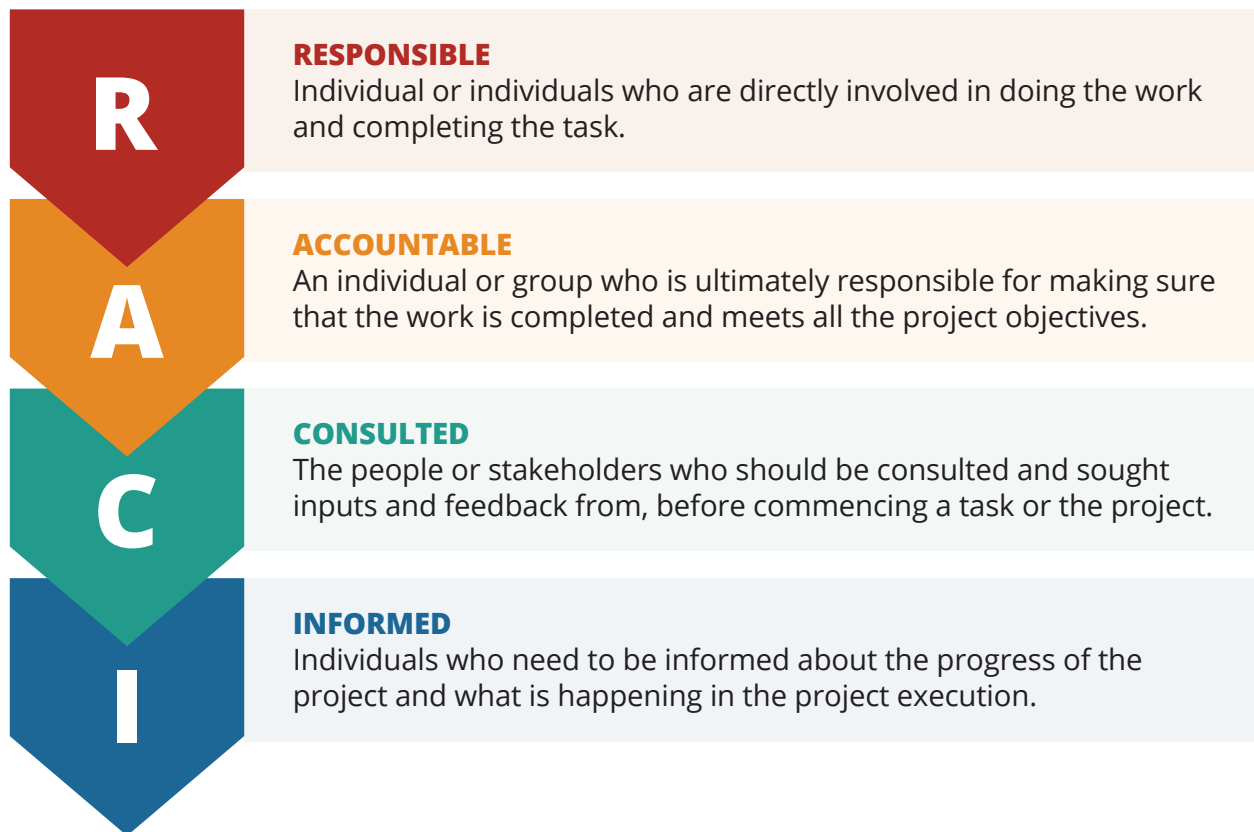 R
RESPONSIBLE
Individual or individuals who are directly involved in doing the work
and completing the task.
A
ACCOUNTABLE
An individual or group who is ultimately responsible for making sure
that the work is completed and meets all the project objectives.
C
CONSULTED
The people or stakeholders who should be consulted and sought
inputs and feedback from, before commencing a task or the project.
I
INFORMED
Individuals who need to be informed about the progress of the
project and what is happening in the project execution.